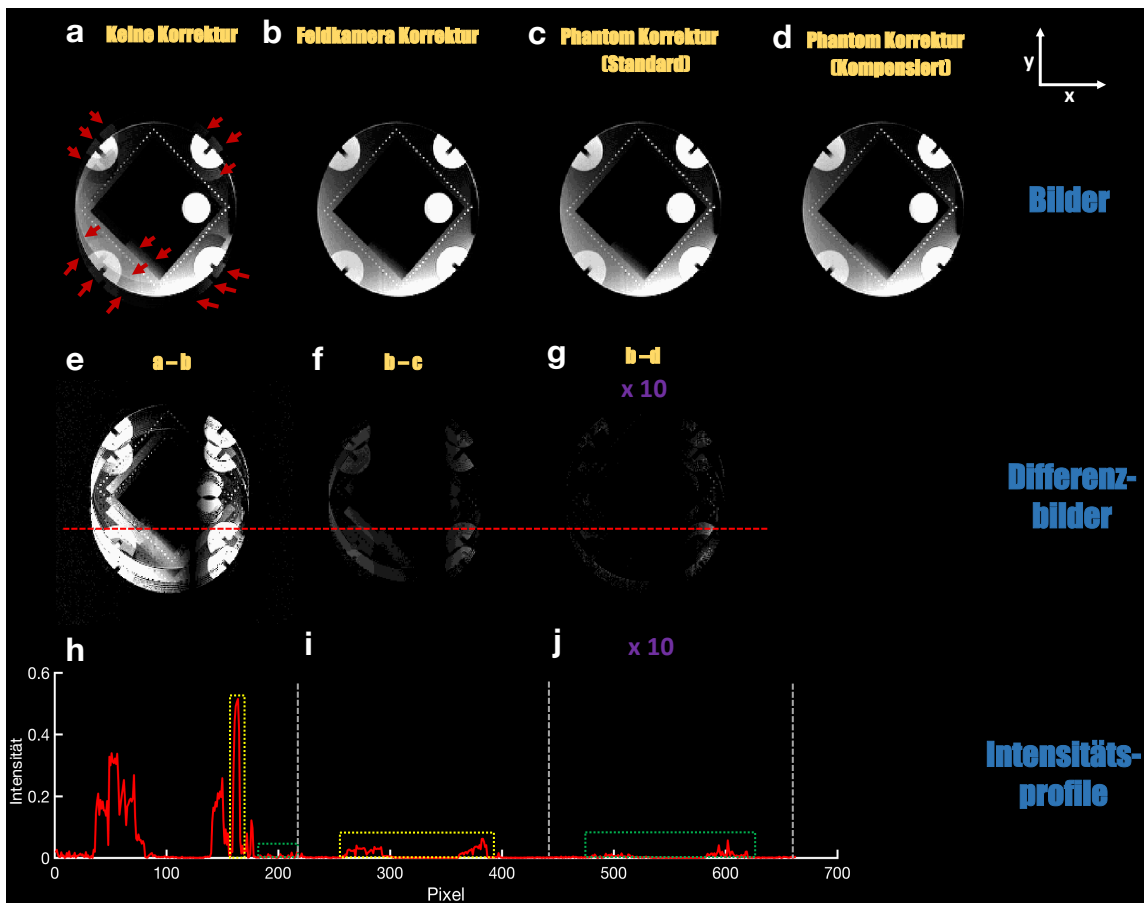 a Keine Korrektur
b Feldkamera Korrektur
c Phantom Korrektur
(Standard)
d Phantom Korrektur
(Kompensiert)
y
x
Bilder
e a – b
f b – c
g b – d
x 10
Differenz-
bilder
h
i
j x 10
0.6
0.4
0.2
0
Intensität
0 100 200 300 400 500 600 700
Pixel
Intensitäts-
profile